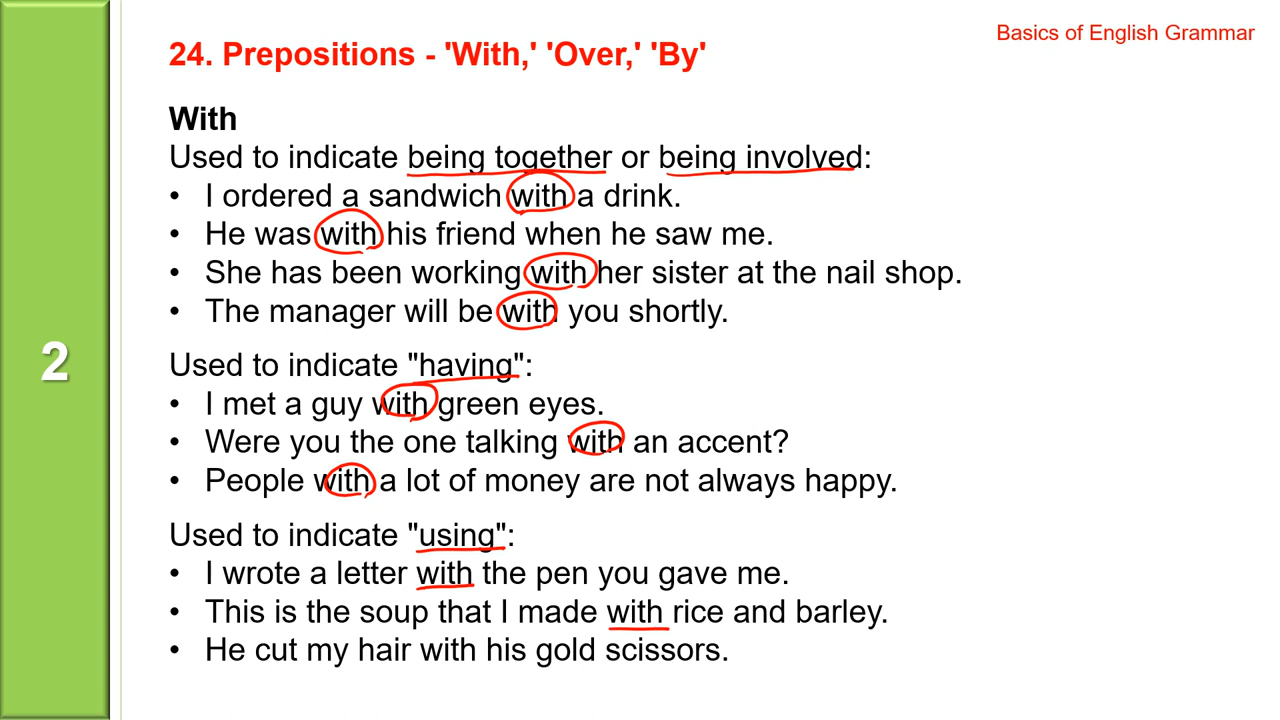 Basics of English Grammar
24. Prepositions - 'With,' 'Over,' 'By'
With
Used to indicate being together or being involved:
• I ordered a sandwich with a drink.
• He was with his friend when he saw me.
• She has been working with her sister at the nail shop.
• The manager will be with you shortly.
2
Used to indicate "having":
• I met a guy with green eyes.
• Were you the one talking with an accent?
• People with a lot of money are not always happy.
Used to indicate "using":
• I wrote a letter with the pen you gave me.
• This is the soup that I made with rice and barley.
• He cut my hair with his gold scissors.